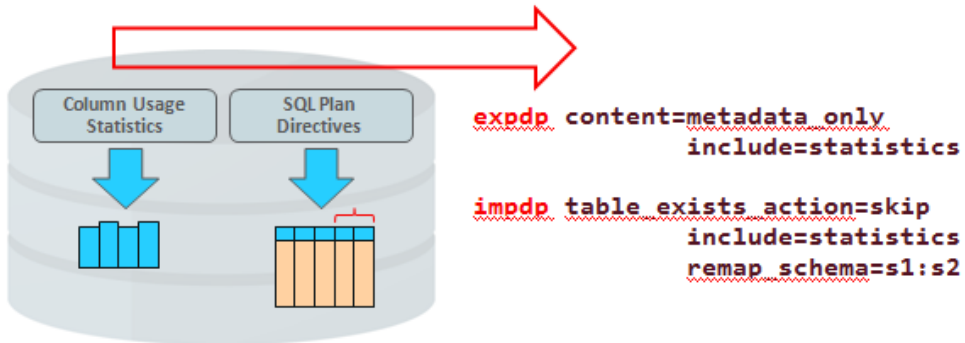 Column Usage
Statistics
SQL Plan
Directives
expdp content=metadata_only
include=statistics
impdp table_exists_action=skip
include=statistics
remap_schema=s1:s2